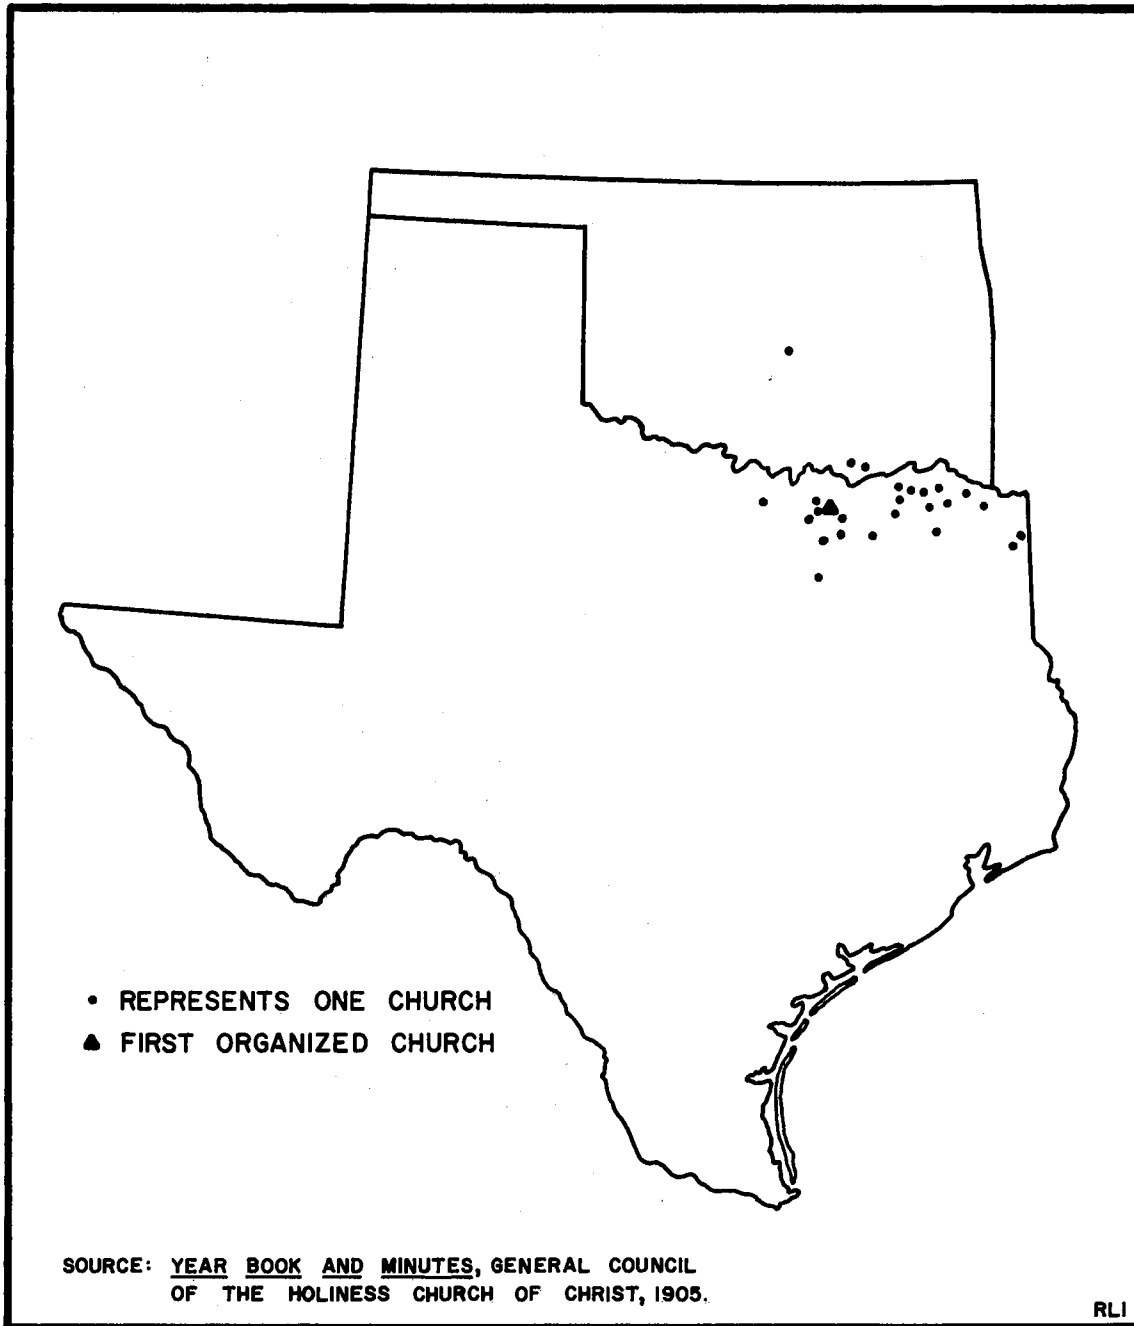 • REPRESENTS ONE CHURCH
▲ FIRST ORGANIZED CHURCH
SOURCE: YEAR BOOK AND MINUTES, GENERAL COUNCIL
OF THE HOLINESS CHURCH OF CHRIST, 1905.
RLI